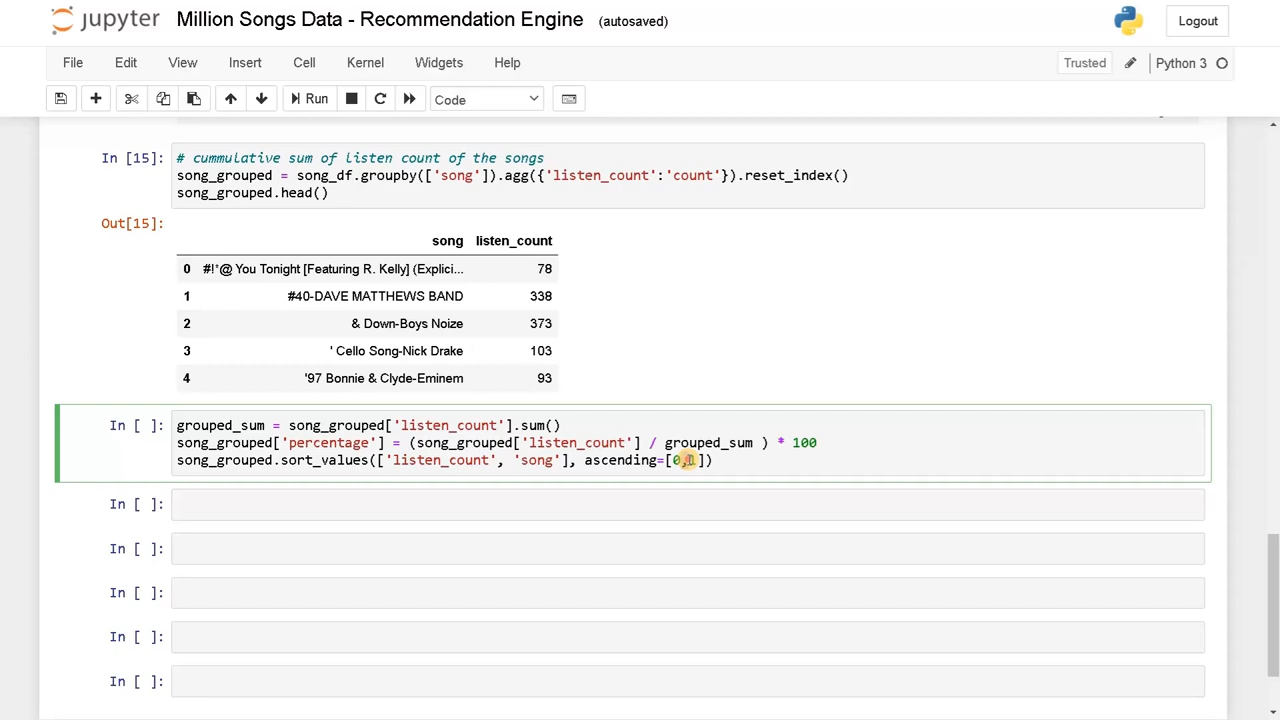 jupyter Million Songs Data - Recommendation Engine (autosaved) Logout
File Edit View Insert Cell Kernel Widgets Help Trusted Python 3
Run Code
In [15]: # cummulative sum of listen count of the songs
song_grouped = song_df.groupby(['song']).agg({'listen_count':'count'}).reset_index()
song_grouped.head()
Out[15]:
song listen_count
0 #!*@ You Tonight [Featuring R. Kelly] (Explici... 78
1 #40-DAVE MATTHEWS BAND 338
2 & Down-Boys Noize 373
3 ' Cello Song-Nick Drake 103
4 '97 Bonnie & Clyde-Eminem 93
In [ ]: grouped_sum = song_grouped['listen_count'].sum()
song_grouped['percentage'] = (song_grouped['listen_count'] / grouped_sum ) * 100
song_grouped.sort_values(['listen_count', 'song'], ascending=[0,1])
In [ ]:
In [ ]:
In [ ]:
In [ ]:
In [ ]: